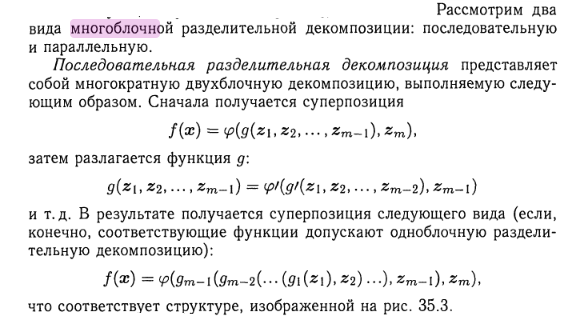 Рассмотрим два
вида многоблочной разделительной декомпозиции: последовательную
и параллельную.
Последовательная разделительная декомпозиция представляет
собой многократную двухблочную декомпозицию, выполняемую следу-
ющим образом. Сначала получается суперпозиция
f(x) = φ(g(z₁, z₂, ..., zₘ₋₁), zₘ),
затем разлагается функция g:
g(z₁, z₂, ..., zₘ₋₁) = φ′(g′(z₁, z₂, ..., zₘ₋₂), zₘ₋₁)
и т. д. В результате получается суперпозиция следующего вида (если,
конечно, соответствующие функции допускают одноблочную раздели-
тельную декомпозицию):
f(x) = φ(gₘ₋₁(gₘ₋₂(...(g₁(z₁), z₂)...), zₘ₋₁), zₘ),
что соответствует структуре, изображенной на рис. 35.3.